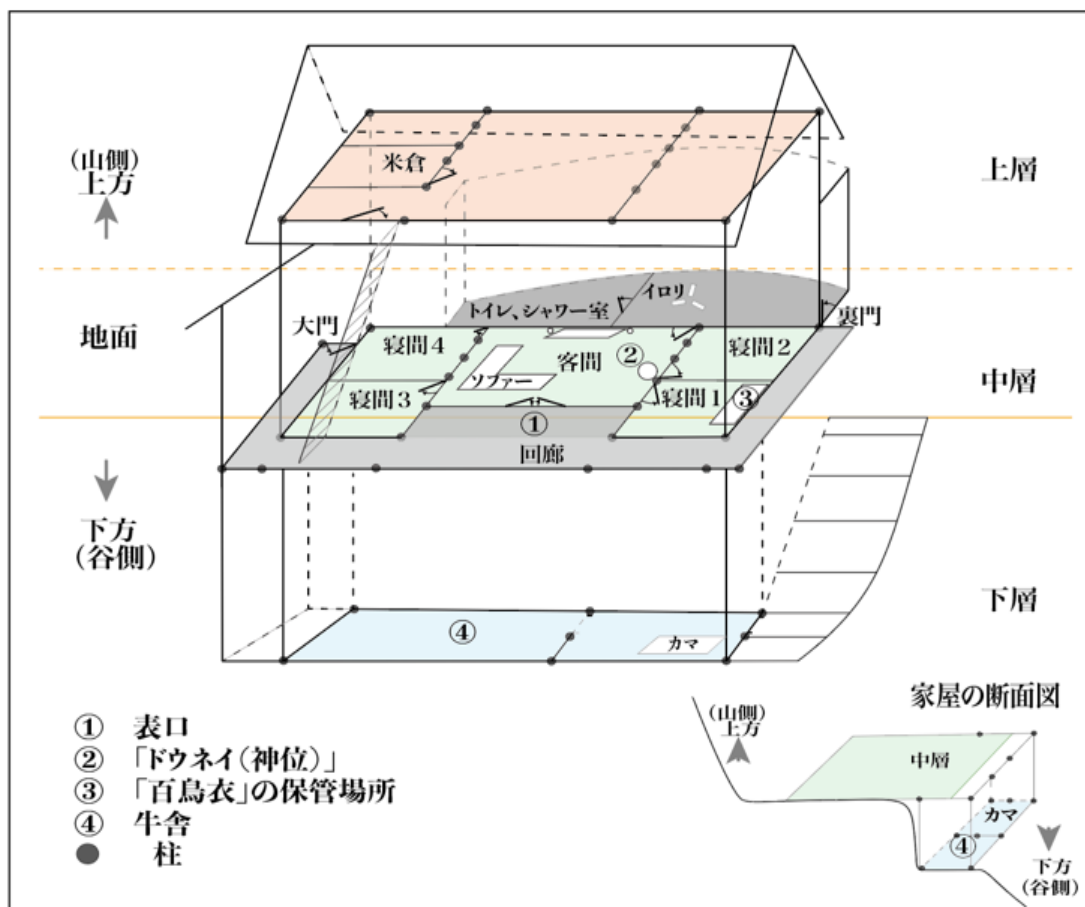 (山側)
上方
米倉
上層
地面
大門
トイレ、シャワー室
イロリ
裏門
寝間4
客間
②
寝間2
ソファー
寝間3
寝間1
③
中層
①
回廊
下方
(谷側)
下層
④
カマ
① 表口
② 「ドウネイ(神位)」
③ 「百鳥衣」の保管場所
④ 牛舎
● 柱
家屋の断面図
(山側)
上方
中層
カマ
④
下方
(谷側)